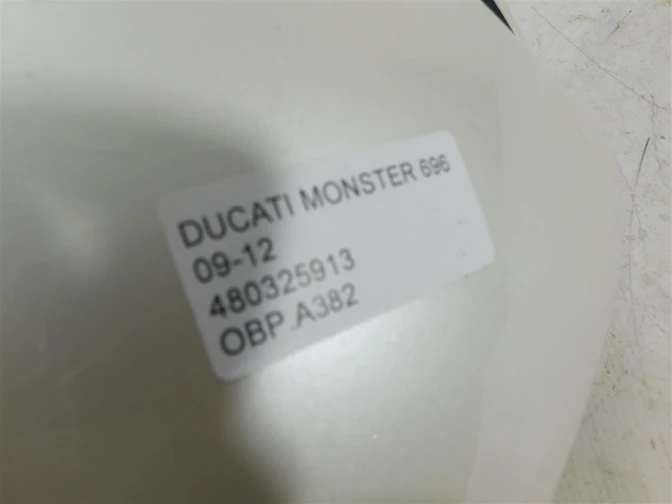 DUCATI MONSTER 696
09-12
480325913
OBP.A382